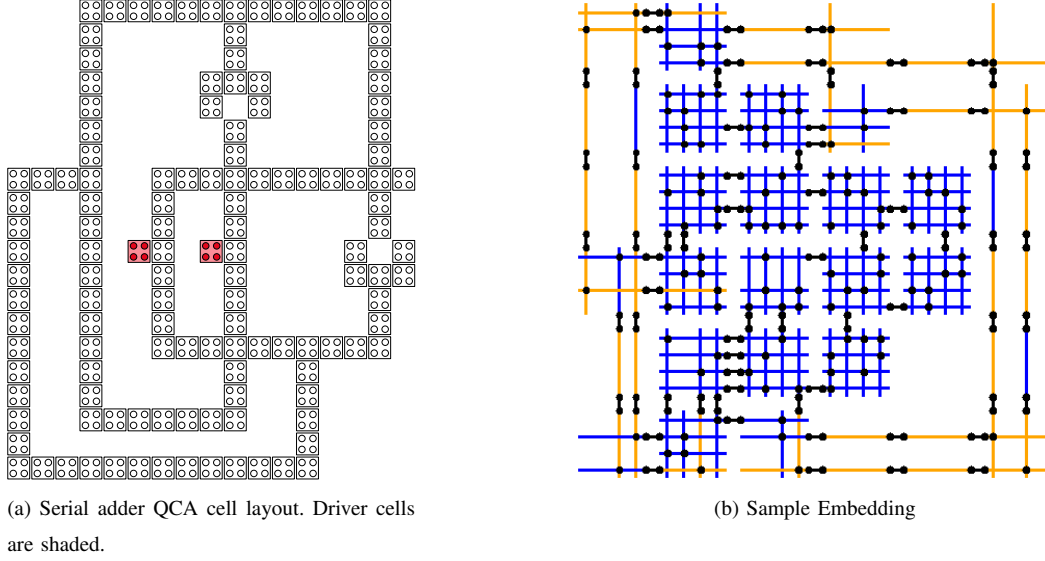 (a) Serial adder QCA cell layout. Driver cells
are shaded.
(b) Sample Embedding